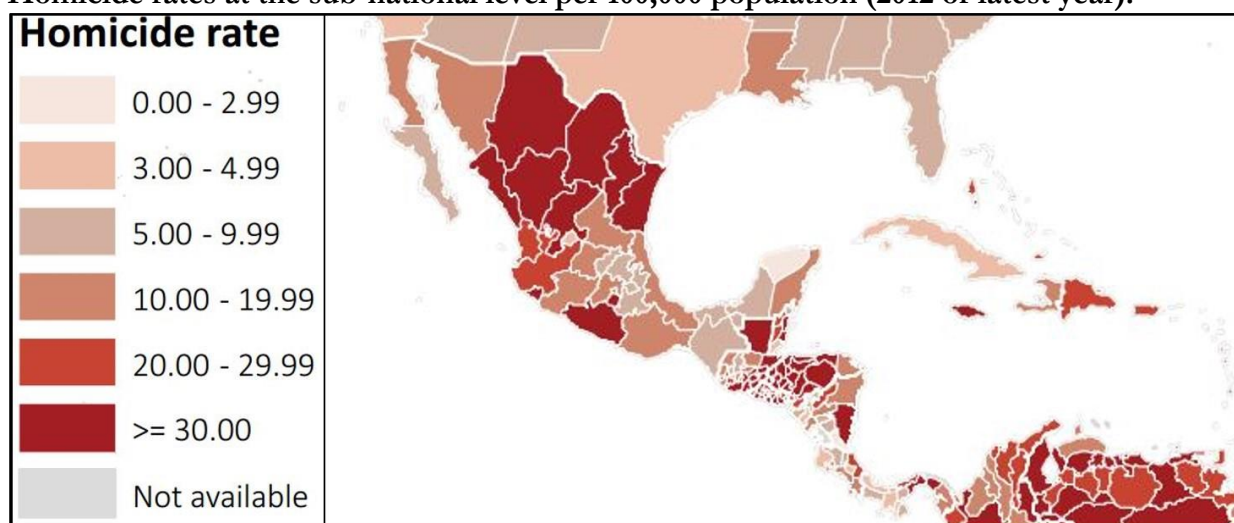 Homicide rates at the sub-national level per 100,000 population (2012 or latest year).
Homicide rate
0.00 - 2.99
3.00 - 4.99
5.00 - 9.99
10.00 - 19.99
20.00 - 29.99
>= 30.00
Not available